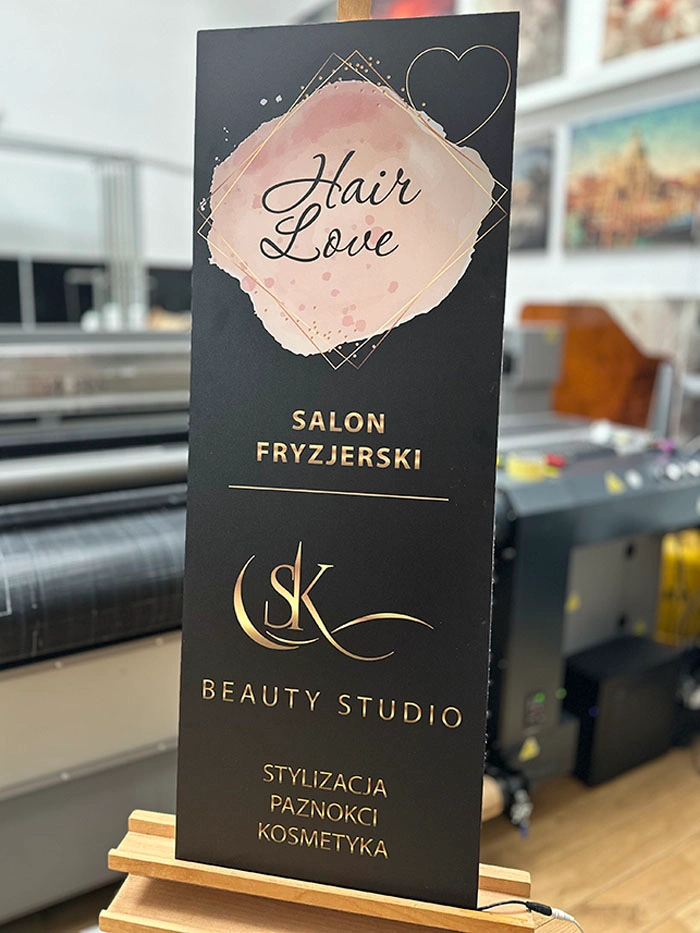 Hair
Love
SALON
FRYZJERSKI
SK
BEAUTY STUDIO
STYLIZACJA
PAZNOKCI
KOSMETYKA